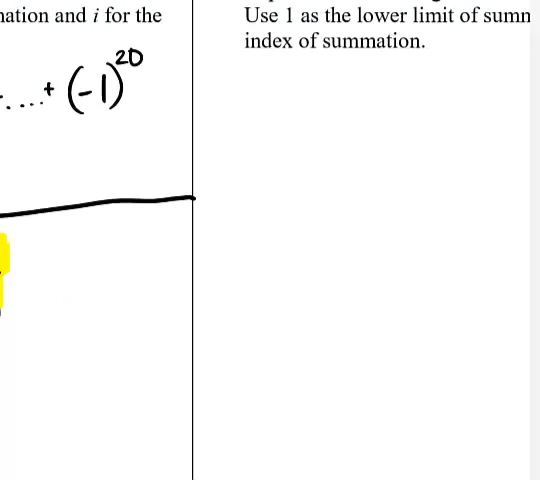 nation and i for the
.... + (-1)^20
Use 1 as the lower limit of sumn
index of summation.